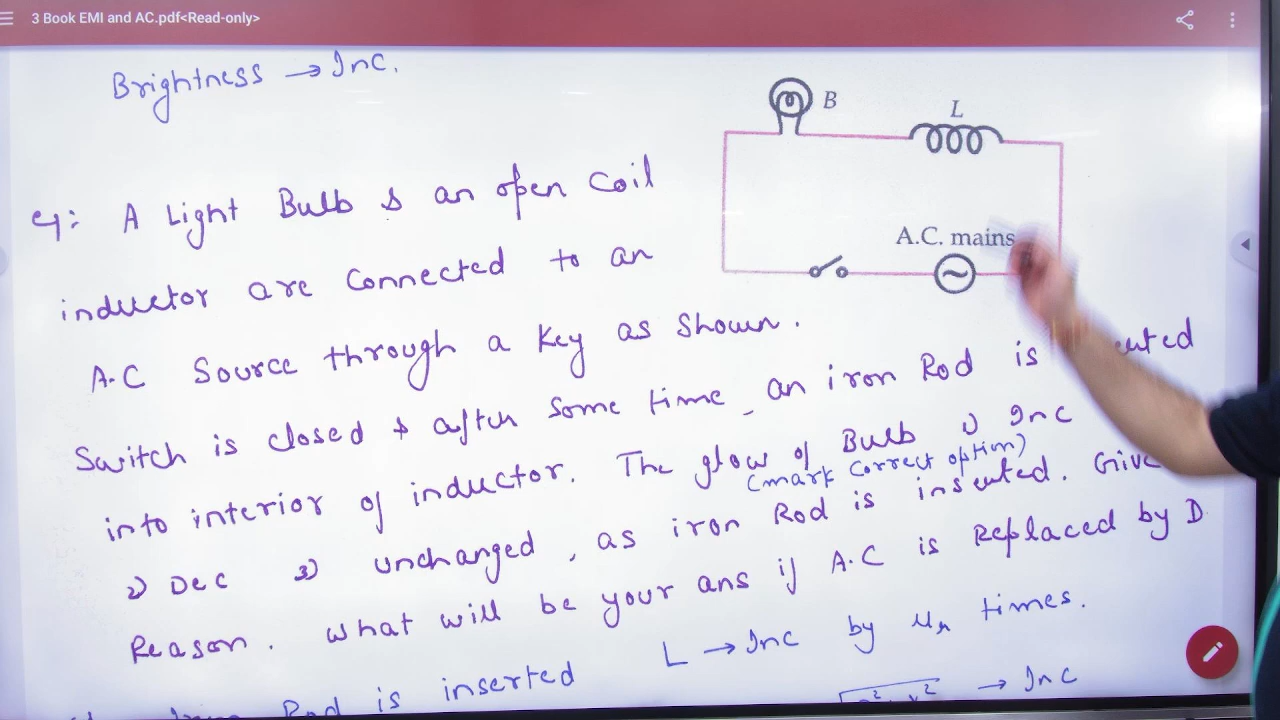 3 Book EMI and AC.pdf<Read-only>
Brightness → Inc.
B
L
A.C. mains
eg: A Light Bulb & an open Coil
inductor are connected to an
A.C Source through a key as Shown.
Switch is closed & after some time, an iron Rod is
into interior of inductor. The glow of Bulb 1) Inc
(mark correct option)
2) Dec 3) unchanged, as iron Rod is inserted. Give
Reason. What will be your ans if A.C is Replaced by D
Rod is inserted L → Inc by μr times.
→ Inc